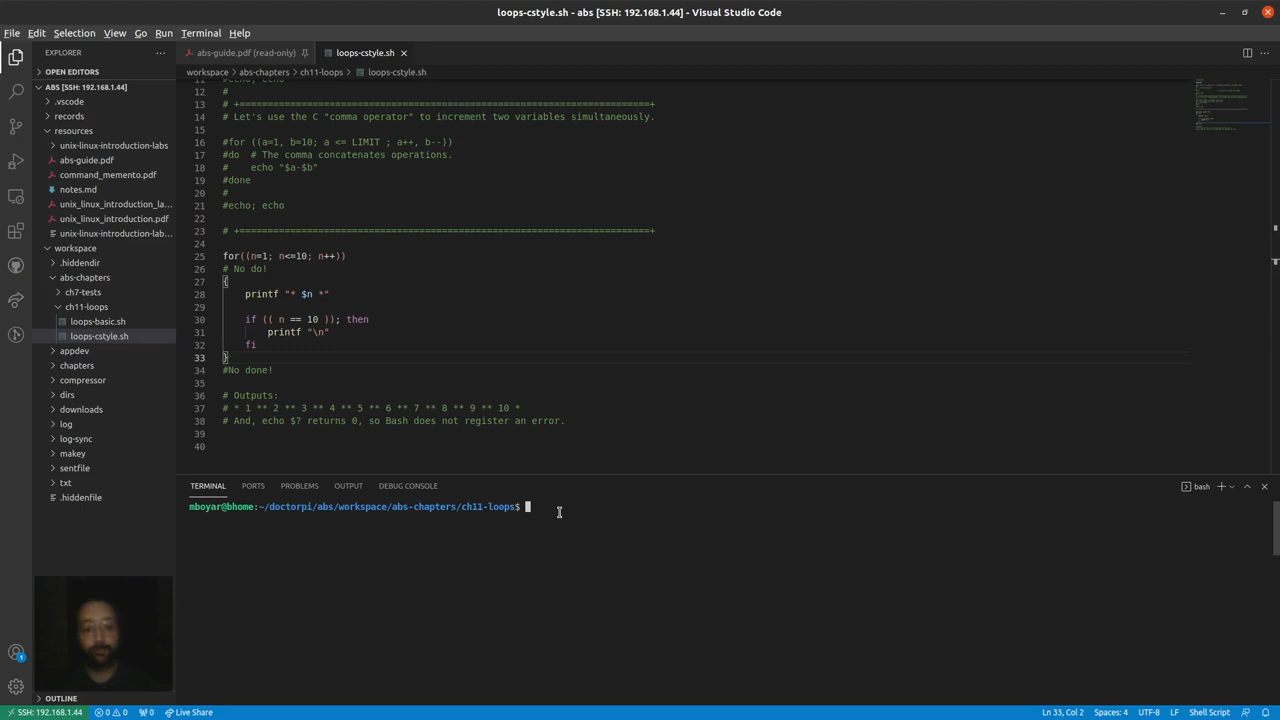 loops-cstyle.sh - abs [SSH: 192.168.1.44] - Visual Studio Code
File Edit Selection View Go Run Terminal Help
EXPLORER
abs-guide.pdf (read-only)
loops-cstyle.sh
OPEN EDITORS
workspace > abs-chapters > ch11-loops > loops-cstyle.sh
ABS [SSH: 192.168.1.44]
.vscode
records
resources
unix-linux-introduction-labs
abs-guide.pdf
command_memento.pdf
notes.md
unix_linux_introduction_la...
unix_linux_introduction.pdf
unix-linux-introduction-lab...
workspace
.hiddendir
abs-chapters
ch7-tests
ch11-loops
loops-basic.sh
loops-cstyle.sh
appdev
chapters
compressor
dirs
downloads
log
log-sync
makey
sentfile
txt
.hiddenfile
OUTLINE
11 #echo; echo
12 #
13 # +=========================================================================+
14 # Let's use the C "comma operator" to increment two variables simultaneously.
15
16 #for ((a=1, b=10; a <= LIMIT ; a++, b--))
17 #do  # The comma concatenates operations.
18 #    echo "$a-$b"
19 #done
20 #
21 #echo; echo
22
23 # +=========================================================================+
24
25 for((n=1; n<=10; n++))
26 # No do!
27 {
28     printf "* $n *"
29
30     if (( n == 10 )); then
31         printf "\n"
32     fi
33 }
34 #No done!
35
36 # Outputs:
37 # * 1 ** 2 ** 3 ** 4 ** 5 ** 6 ** 7 ** 8 ** 9 ** 10 *
38 # And, echo $? returns 0, so Bash does not register an error.
39
40
TERMINAL PORTS PROBLEMS OUTPUT DEBUG CONSOLE
bash
mboyar@bhome:~/doctorpi/abs/workspace/abs-chapters/ch11-loops$
1
SSH: 192.168.1.44 0 0 0 Live Share
Ln 33, Col 2 Spaces: 4 UTF-8 LF Shell Script